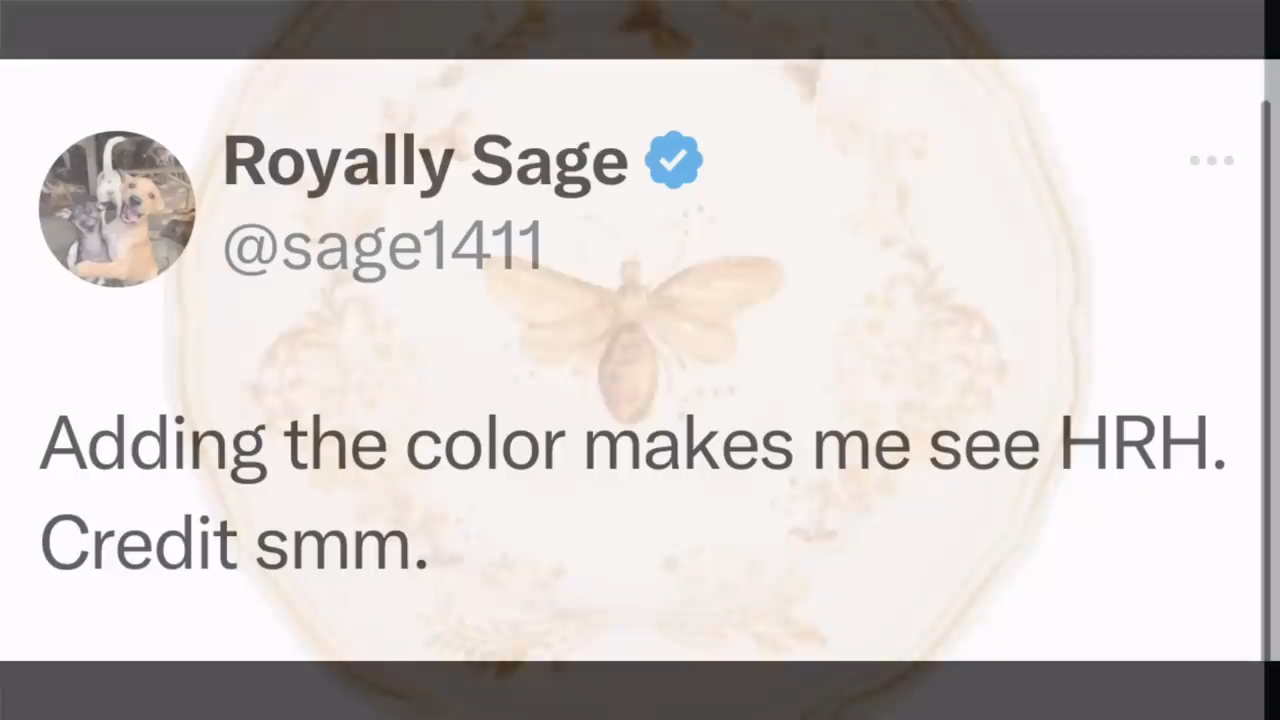 Royally Sage
@sage1411
Adding the color makes me see HRH.
Credit smm.